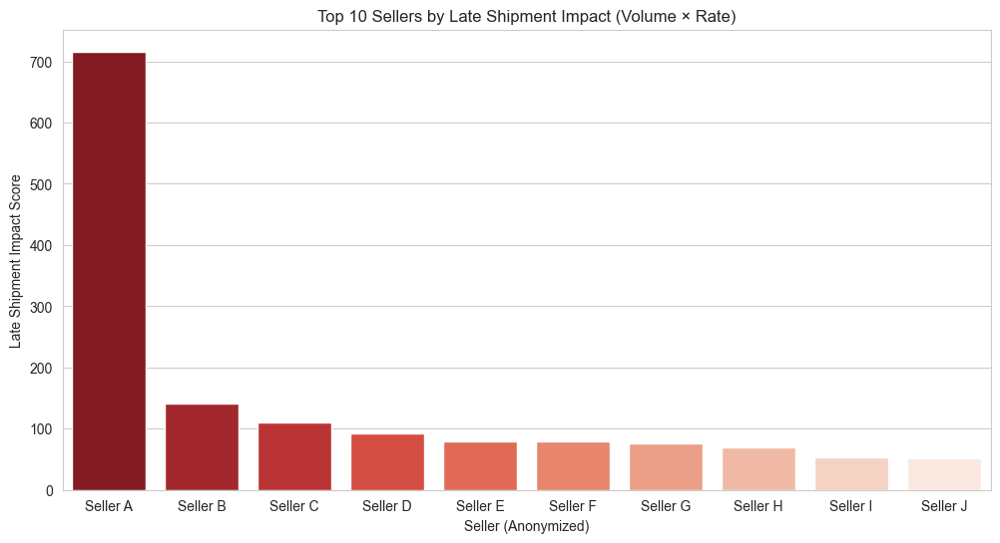 Top 10 Sellers by Late Shipment Impact (Volume × Rate)
Late Shipment Impact Score
700
600
500
400
300
200
100
0
Seller A Seller B Seller C Seller D Seller E Seller F Seller G Seller H Seller I Seller J
Seller (Anonymized)